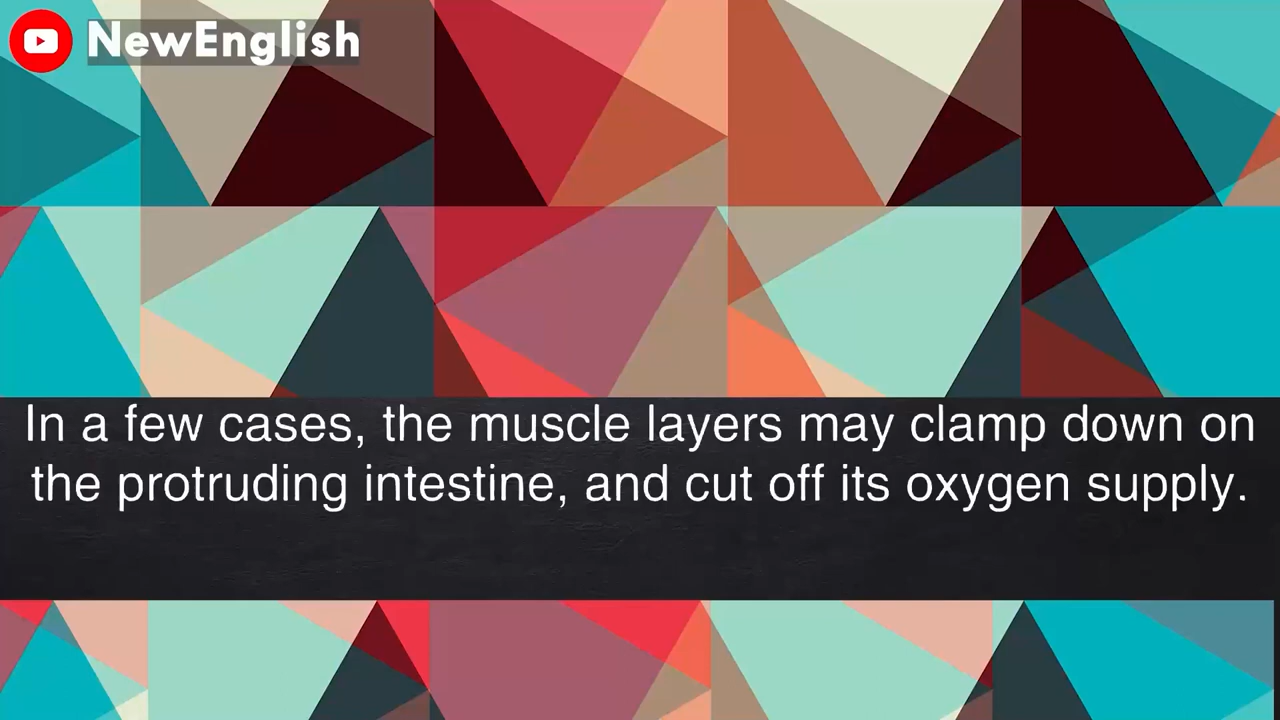 NewEnglish
In a few cases, the muscle layers may clamp down on
the protruding intestine, and cut off its oxygen supply.